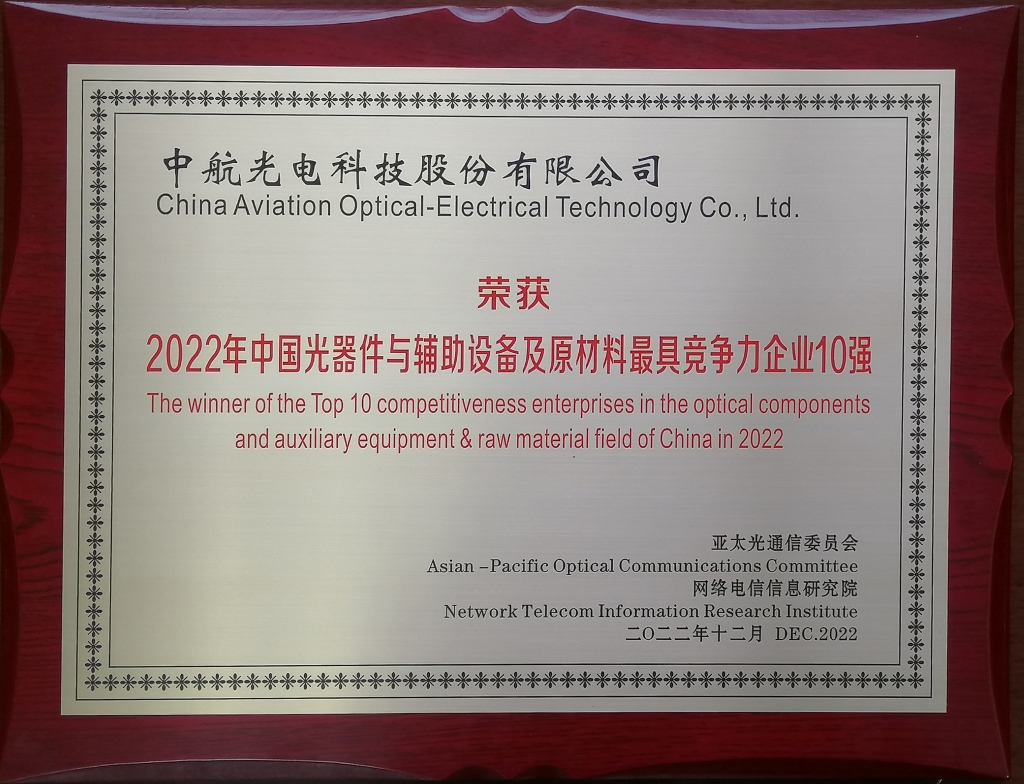 中航光电科技股份有限公司
China Aviation Optical-Electrical Technology Co., Ltd.
荣获
2022年中国光器件与辅助设备及原材料最具竞争力企业10强
The winner of the Top 10 competitiveness enterprises in the optical components
and auxiliary equipment & raw material field of China in 2022
亚太光通信委员会
Asian –Pacific Optical Communications Committee
网络电信信息研究院
Network Telecom Information Research Institute
二〇二二年十二月 DEC.2022